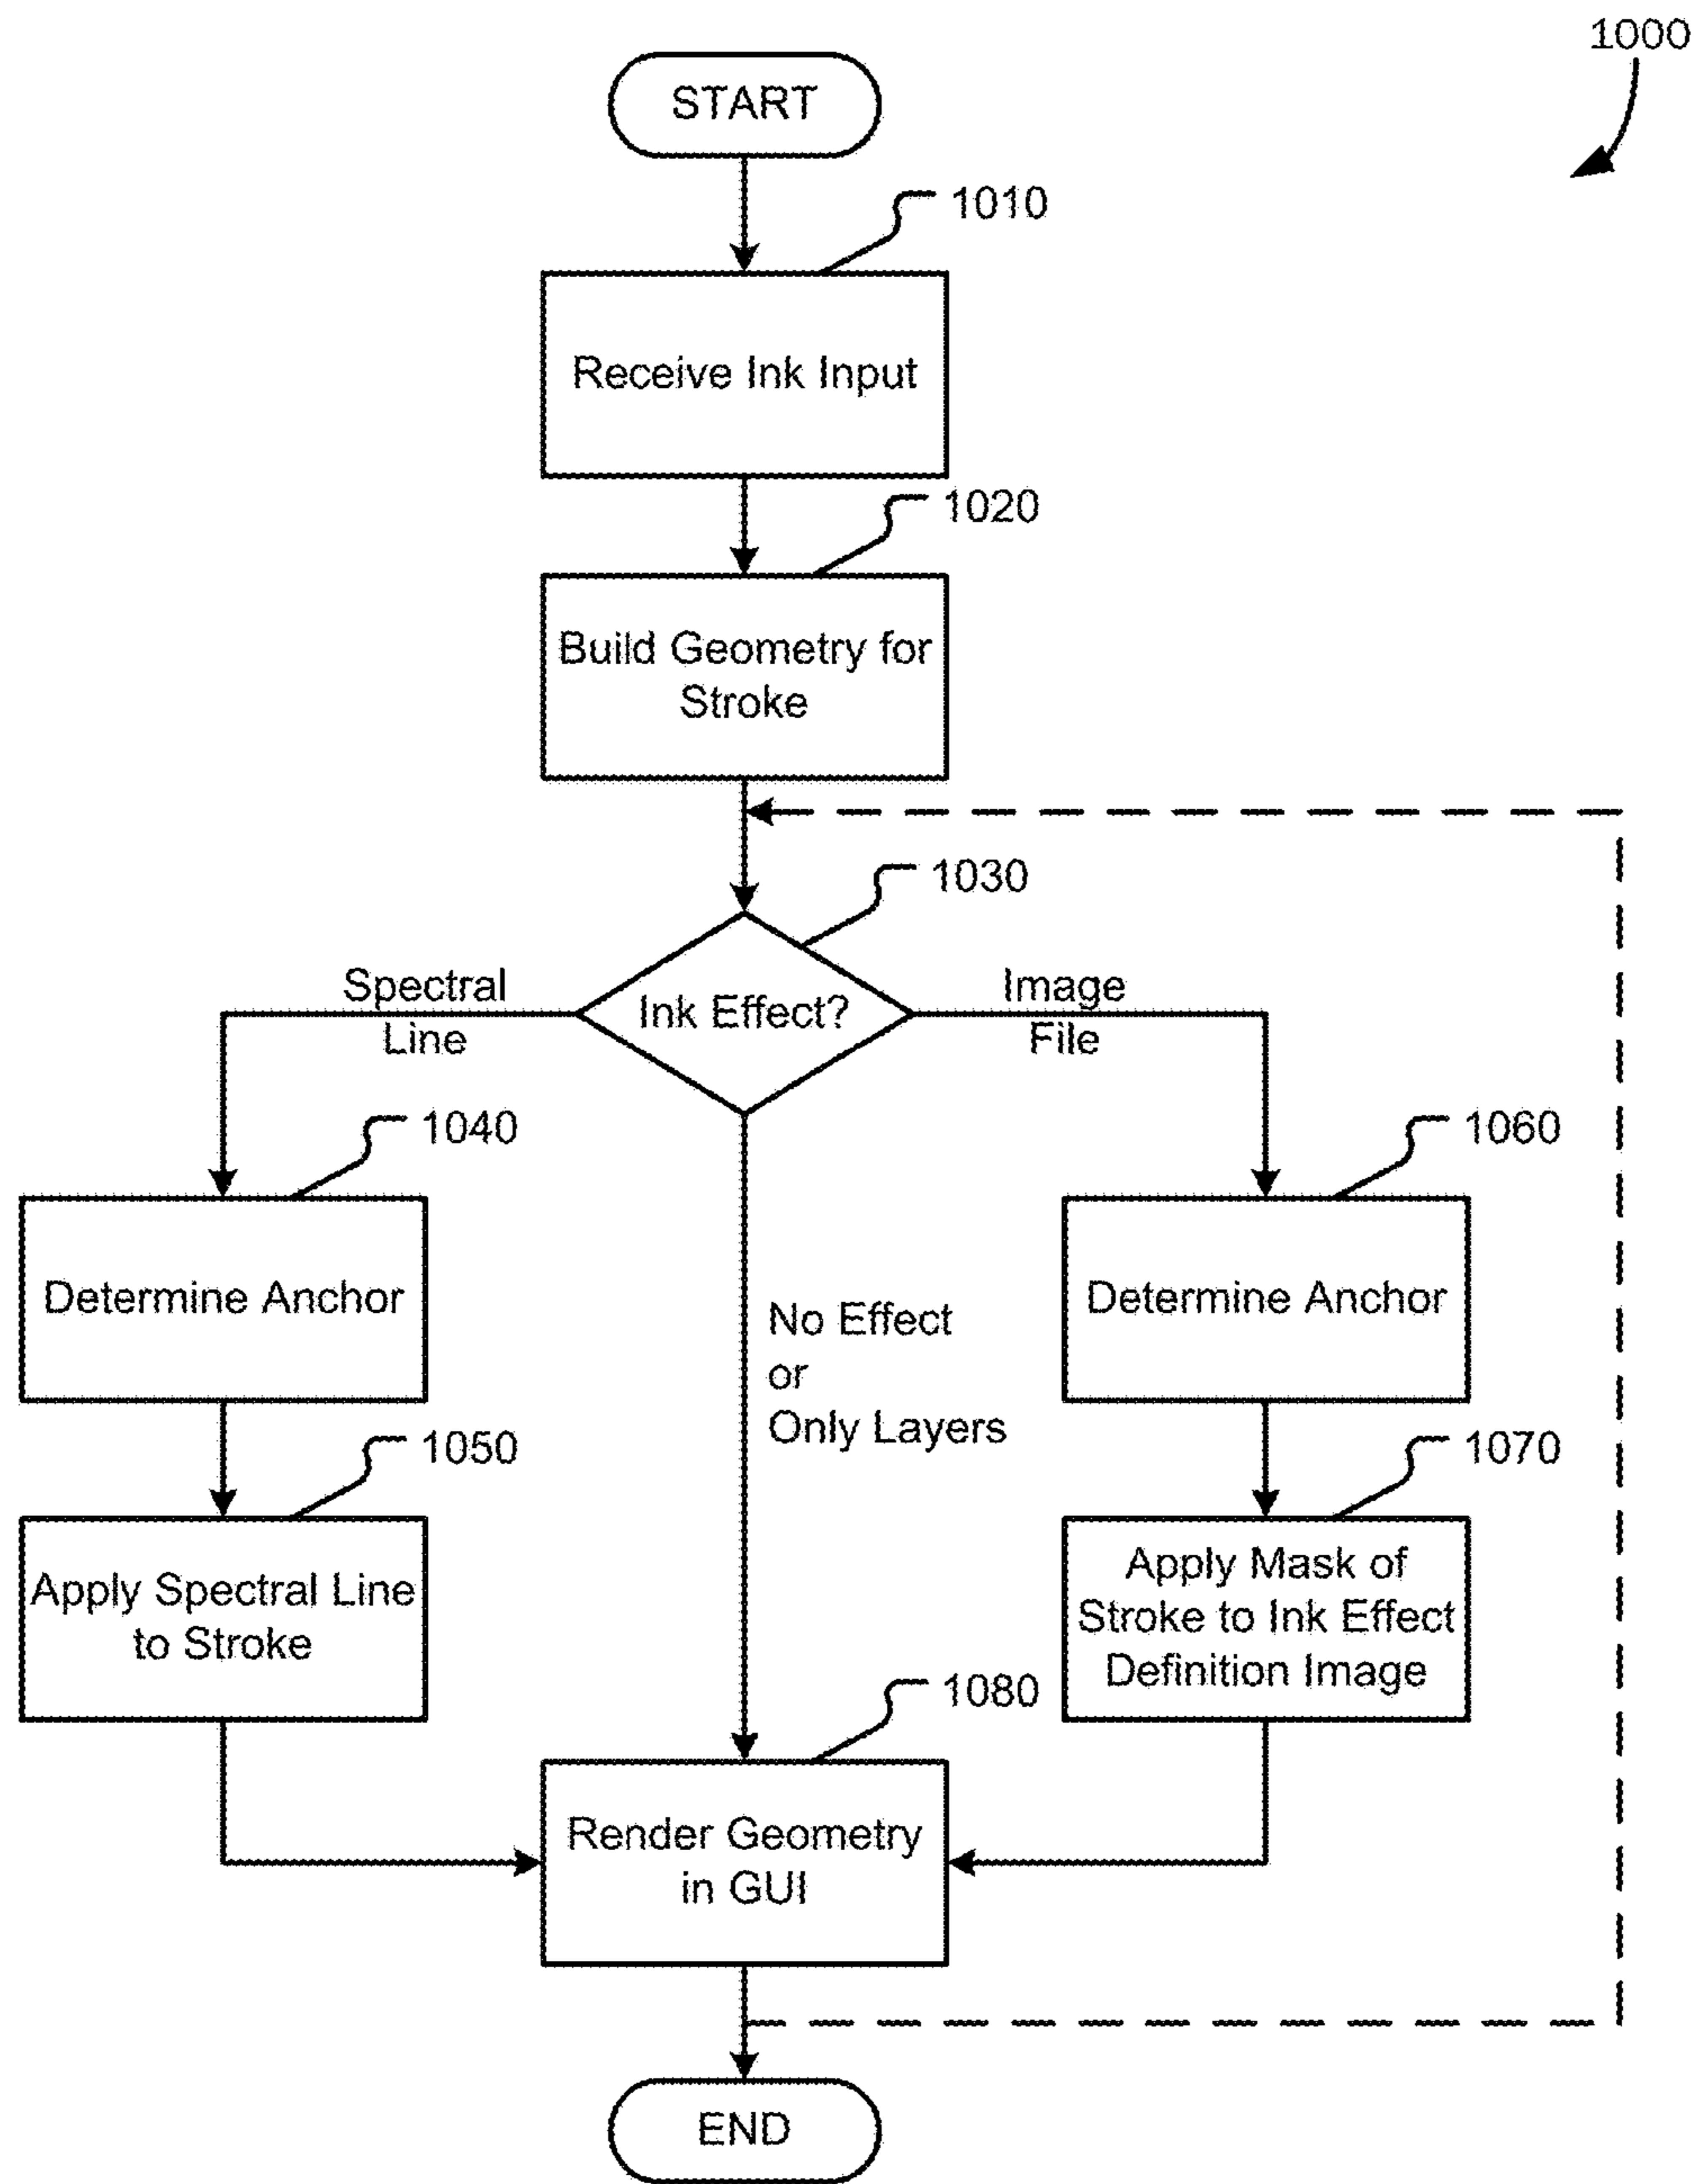 1000
START
1010
Receive Ink Input
1020
Build Geometry for
Stroke
1030
Ink Effect?
Spectral
Line
Image
File
1040
Determine Anchor
1060
Determine Anchor
No Effect
or
Only Layers
1050
Apply Spectral Line
to Stroke
1070
Apply Mask of
Stroke to Ink Effect
Definition Image
1080
Render Geometry
in GUI
END